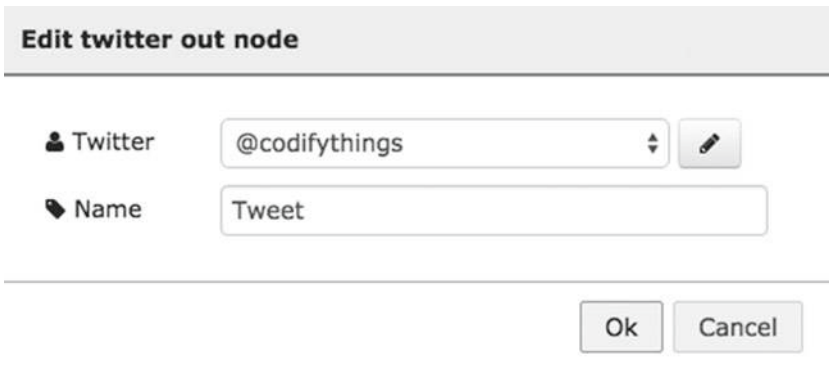 Edit twitter out node
Twitter @codifythings
Name Tweet
Ok Cancel